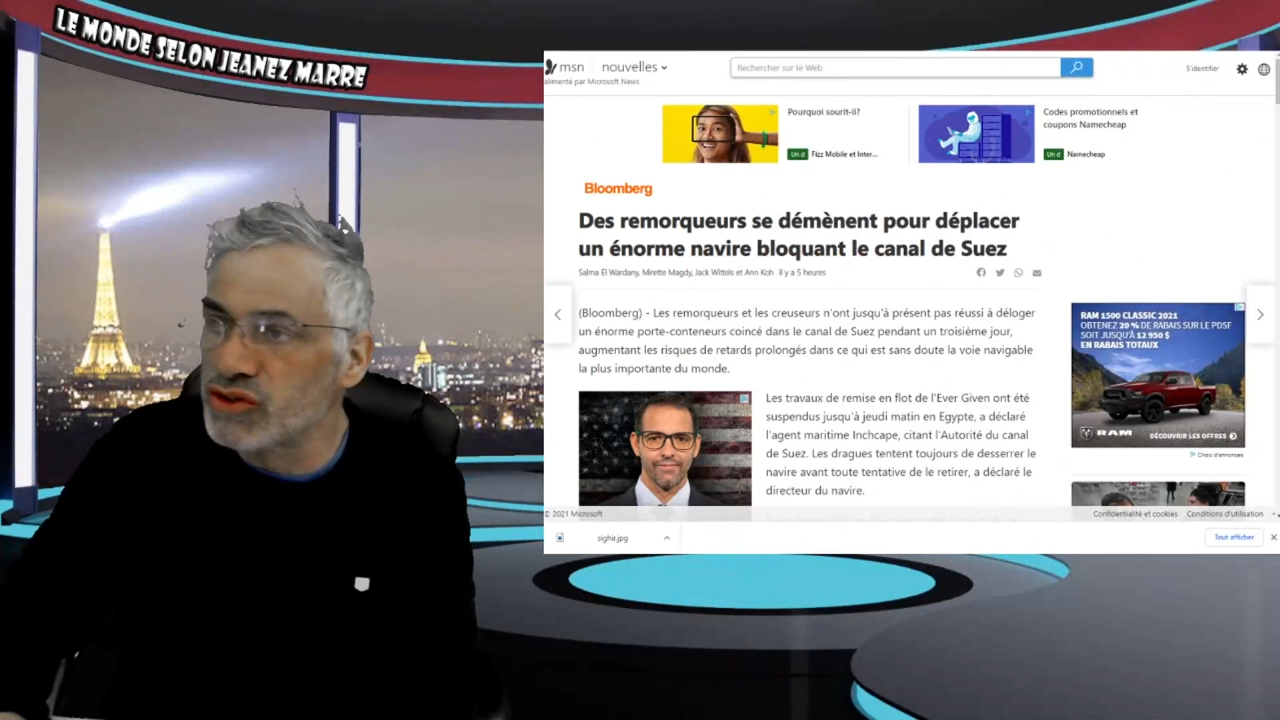 LE MONDE SELON JEANEZ MARRE
msn nouvelles
alimenté par Microsoft News
Rechercher sur le Web
S'identifier
Pourquoi sourit-il?
Un d Fizz Mobile et Inter...
Codes promotionnels et
coupons Namecheap
Un d Namecheap
Bloomberg
Des remorqueurs se démènent pour déplacer
un énorme navire bloquant le canal de Suez
Salma El Wardany, Mirette Magdy, Jack Wittels et Ann Koh Il y a 5 heures
(Bloomberg) - Les remorqueurs et les creuseurs n'ont jusqu'à présent pas réussi à déloger
un énorme porte-conteneurs coincé dans le canal de Suez pendant un troisième jour,
augmentant les risques de retards prolongés dans ce qui est sans doute la voie navigable
la plus importante du monde.
Les travaux de remise en flot de l'Ever Given ont été
suspendus jusqu'à jeudi matin en Egypte, a déclaré
l'agent maritime Inchcape, citant l'Autorité du canal
de Suez. Les dragues tentent toujours de desserrer le
navire avant toute tentative de le retirer, a déclaré le
directeur du navire.
RAM 1500 CLASSIC 2021
OBTENEZ 20 % DE RABAIS SUR LE PDSF
SOIT JUSQU'À 12 950 $
EN RABAIS TOTAUX
RAM DÉCOUVRIR LES OFFRES
Choix d'annonces
© 2021 Microsoft
Confidentialité et cookies Conditions d'utilisation
sighir.jpg
Tout afficher